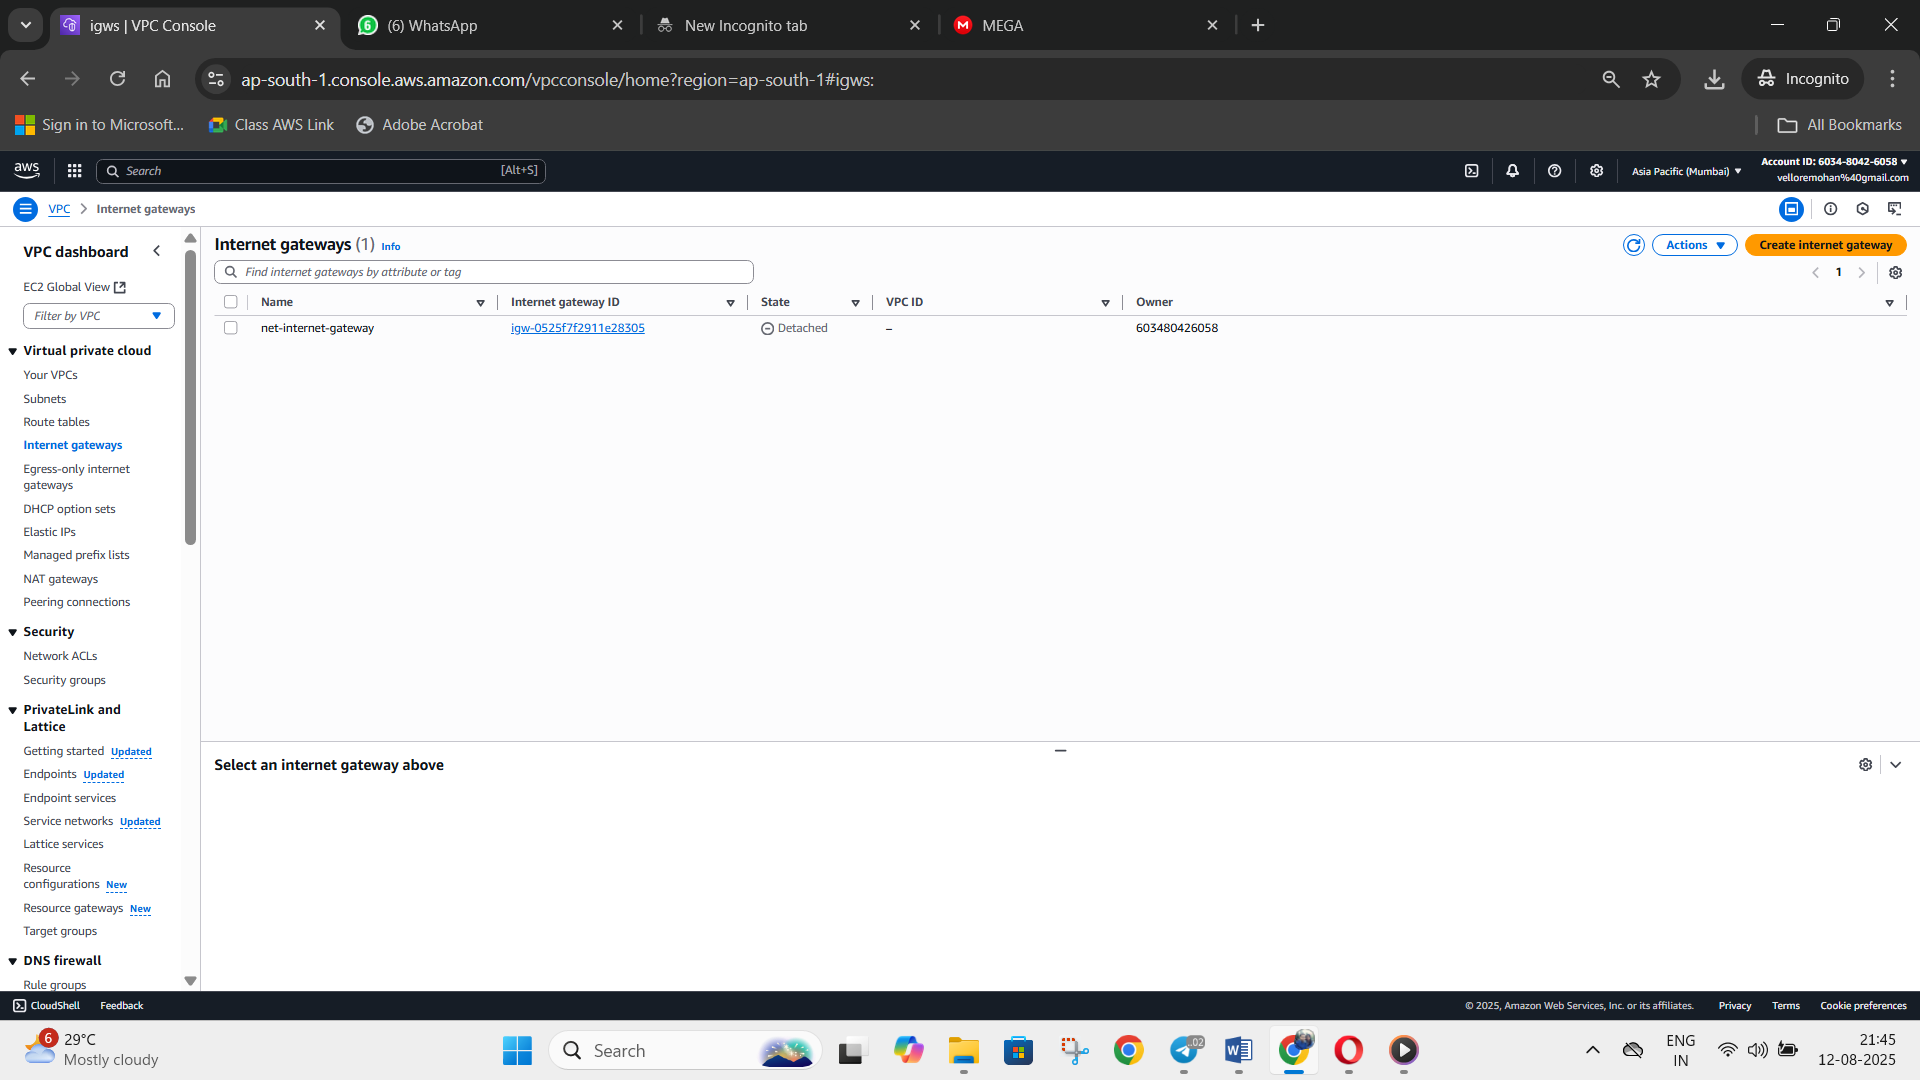 igws | VPC Console
(6) WhatsApp
New Incognito tab
MEGA
ap-south-1.console.aws.amazon.com/vpcconsole/home?region=ap-south-1#igws:
Incognito
Sign in to Microsoft...
Class AWS Link
Adobe Acrobat
All Bookmarks
aws
Search
[Alt+S]
Asia Pacific (Mumbai)
Account ID: 6034-8042-6058
velloremohan%40gmail.com
VPC
Internet gateways
VPC dashboard
EC2 Global View
Filter by VPC
Virtual private cloud
Your VPCs
Subnets
Route tables
Internet gateways
Egress-only internet
gateways
DHCP option sets
Elastic IPs
Managed prefix lists
NAT gateways
Peering connections
Security
Network ACLs
Security groups
PrivateLink and
Lattice
Getting started Updated
Endpoints Updated
Endpoint services
Service networks Updated
Lattice services
Resource
configurations New
Resource gateways New
Target groups
DNS firewall
Rule groups
Internet gateways (1) Info
Actions
Create internet gateway
Find internet gateways by attribute or tag
1
Name Internet gateway ID State VPC ID Owner
net-internet-gateway igw-0525f7f2911e28305 Detached – 603480426058
Select an internet gateway above
CloudShell Feedback
© 2025, Amazon Web Services, Inc. or its affiliates. Privacy Terms Cookie preferences
6
29°C
Mostly cloudy
Search
.02
ENG
IN
21:45
12-08-2025